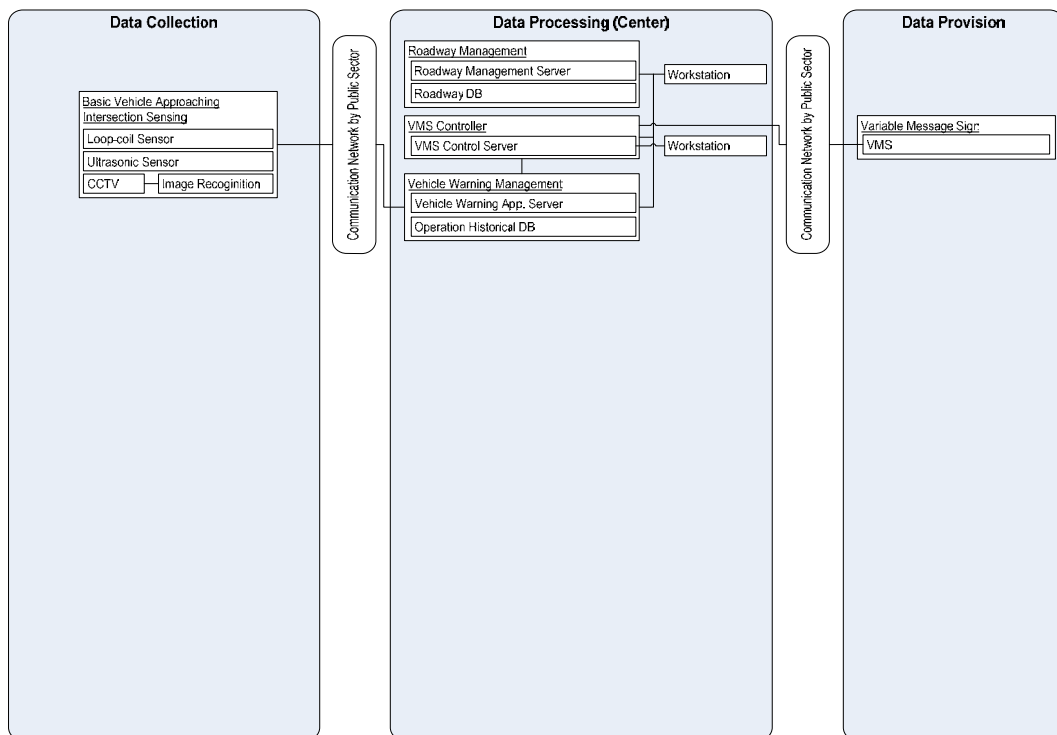 Data Collection
Basic Vehicle Approaching
Intersection Sensing
Loop-coil Sensor
Ultrasonic Sensor
CCTV
Image Recoginition
Communication Network by Public Sector
Data Processing (Center)
Roadway Management
Roadway Management Server
Roadway DB
Workstation
VMS Controller
VMS Control Server
Workstation
Vehicle Warning Management
Vehicle Warning App. Server
Operation Historical DB
Communication Network by Public Sector
Data Provision
Variable Message Sign
VMS